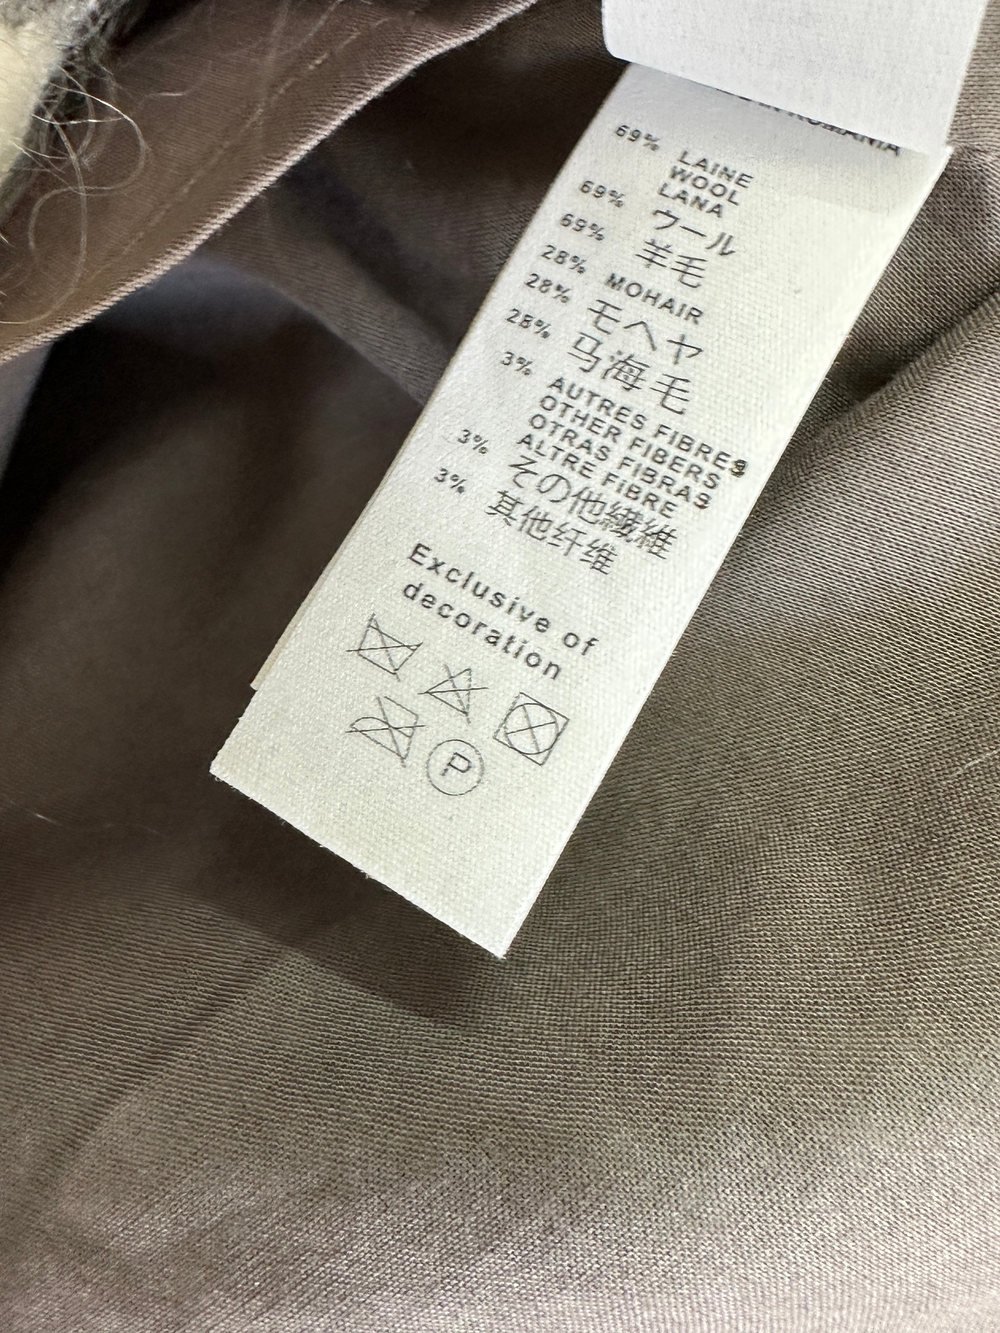 ROMANIA
69% LAINE
WOOL
LANA
69% ウール
69% 羊毛
28% MOHAIR
28% モヘヤ
28% 马海毛
3% AUTRES FIBRES
OTHER FIBERS
OTRAS FIBRAS
ALTRE FIBRE
3% その他繊維
3% 其他纤维
Exclusive of
decoration
P